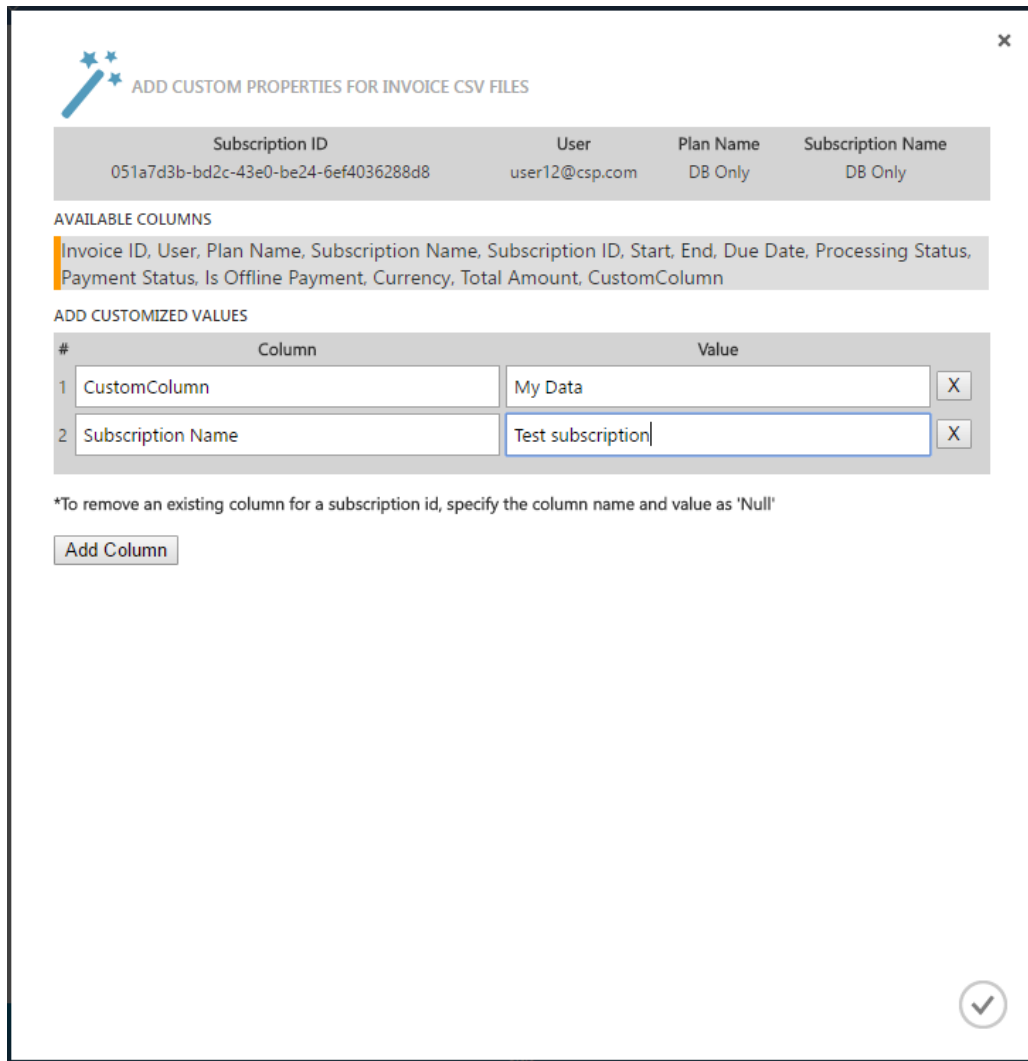 ×
ADD CUSTOM PROPERTIES FOR INVOICE CSV FILES
Subscription ID User Plan Name Subscription Name
051a7d3b-bd2c-43e0-be24-6ef4036288d8 user12@csp.com DB Only DB Only
AVAILABLE COLUMNS
Invoice ID, User, Plan Name, Subscription Name, Subscription ID, Start, End, Due Date, Processing Status,
Payment Status, Is Offline Payment, Currency, Total Amount, CustomColumn
ADD CUSTOMIZED VALUES
# Column Value
1 CustomColumn My Data X
2 Subscription Name Test subscription X
*To remove an existing column for a subscription id, specify the column name and value as 'Null'
Add Column